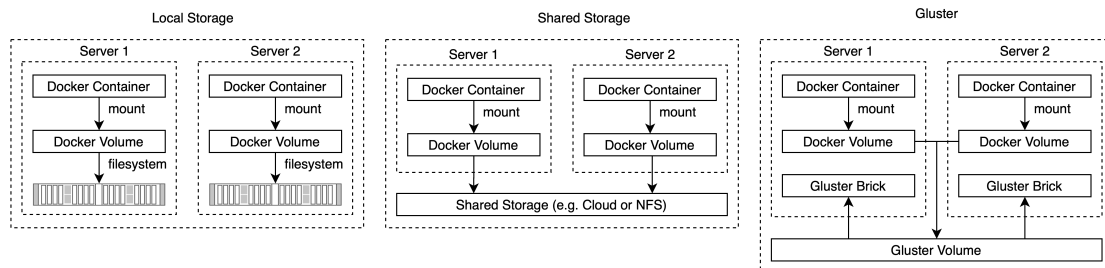 Local Storage
Server 1
Server 2
Docker Container
Docker Container
mount
mount
Docker Volume
Docker Volume
filesystem
filesystem
Shared Storage
Server 1
Server 2
Docker Container
Docker Container
mount
mount
Docker Volume
Docker Volume
Shared Storage (e.g. Cloud or NFS)
Gluster
Server 1
Server 2
Docker Container
Docker Container
mount
mount
Docker Volume
Docker Volume
Gluster Brick
Gluster Brick
Gluster Volume